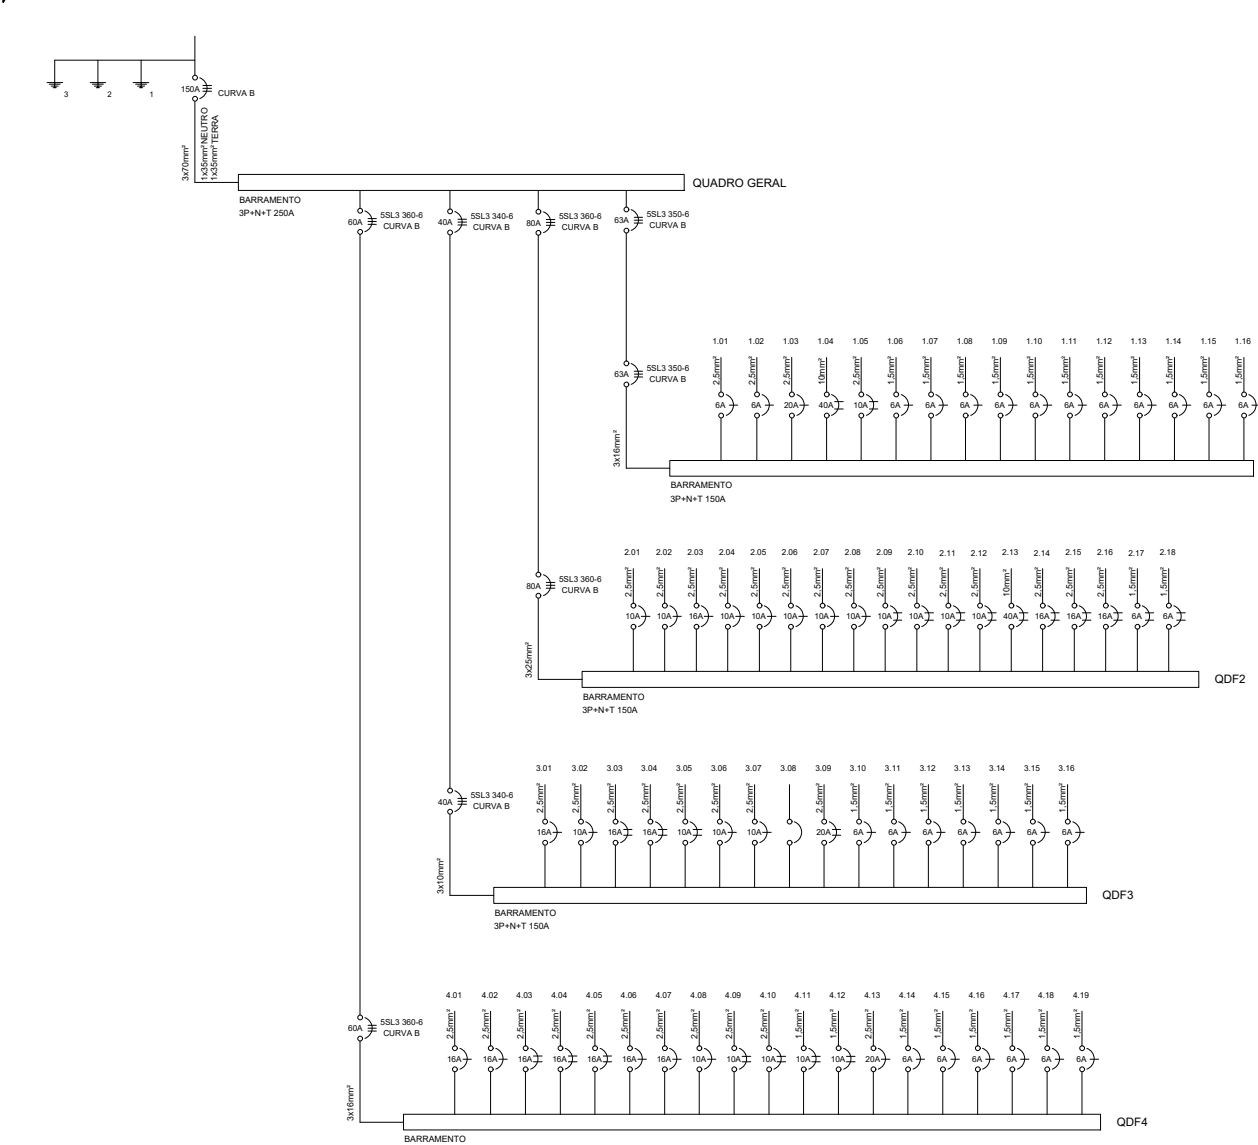 3 2 1
150A CURVA B
3x70mm²
1x35mm²NEUTRO
1x35mm²TERRA
QUADRO GERAL
BARRAMENTO
3P+N+T 250A
60A 5SL3 360-6
CURVA B
40A 5SL3 340-6
CURVA B
80A 5SL3 360-6
CURVA B
63A 5SL3 350-6
CURVA B
63A 5SL3 350-6
CURVA B
3x16mm²
1.01 1.02 1.03 1.04 1.05 1.06 1.07 1.08 1.09 1.10 1.11 1.12 1.13 1.14 1.15 1.16
2,5mm² 2,5mm² 2,5mm² 10mm² 2,5mm² 1,5mm² 1,5mm² 1,5mm² 1,5mm² 1,5mm² 1,5mm² 1,5mm² 1,5mm² 1,5mm² 1,5mm² 1,5mm²
6A 6A 20A 40A 10A 6A 6A 6A 6A 6A 6A 6A 6A 6A 6A 6A
BARRAMENTO
3P+N+T 150A
80A 5SL3 360-6
CURVA B
3x25mm²
2.01 2.02 2.03 2.04 2.05 2.06 2.07 2.08 2.09 2.10 2.11 2.12 2.13 2.14 2.15 2.16 2.17 2.18
2,5mm² 2,5mm² 2,5mm² 2,5mm² 2,5mm² 2,5mm² 2,5mm² 2,5mm² 2,5mm² 2,5mm² 2,5mm² 2,5mm² 10mm² 2,5mm² 2,5mm² 2,5mm² 1,5mm² 1,5mm²
10A 10A 16A 10A 10A 10A 10A 10A 10A 10A 10A 10A 40A 16A 16A 16A 6A 6A
QDF2
BARRAMENTO
3P+N+T 150A
40A 5SL3 340-6
CURVA B
3x10mm²
3.01 3.02 3.03 3.04 3.05 3.06 3.07 3.08 3.09 3.10 3.11 3.12 3.13 3.14 3.15 3.16
2,5mm² 2,5mm² 2,5mm² 2,5mm² 2,5mm² 2,5mm² 2,5mm² 2,5mm² 1,5mm² 1,5mm² 1,5mm² 1,5mm² 1,5mm² 1,5mm² 1,5mm²
16A 10A 16A 16A 10A 10A 10A 20A 6A 6A 6A 6A 6A 6A 6A
QDF3
BARRAMENTO
3P+N+T 150A
60A 5SL3 360-6
CURVA B
3x16mm²
4.01 4.02 4.03 4.04 4.05 4.06 4.07 4.08 4.09 4.10 4.11 4.12 4.13 4.14 4.15 4.16 4.17 4.18 4.19
2,5mm² 2,5mm² 2,5mm² 2,5mm² 2,5mm² 2,5mm² 2,5mm² 2,5mm² 2,5mm² 2,5mm² 1,5mm² 1,5mm² 2,5mm² 1,5mm² 1,5mm² 1,5mm² 1,5mm² 1,5mm² 1,5mm²
16A 16A 16A 16A 16A 16A 16A 10A 10A 10A 10A 10A 20A 6A 6A 6A 6A 6A 6A
QDF4
BARRAMENTO